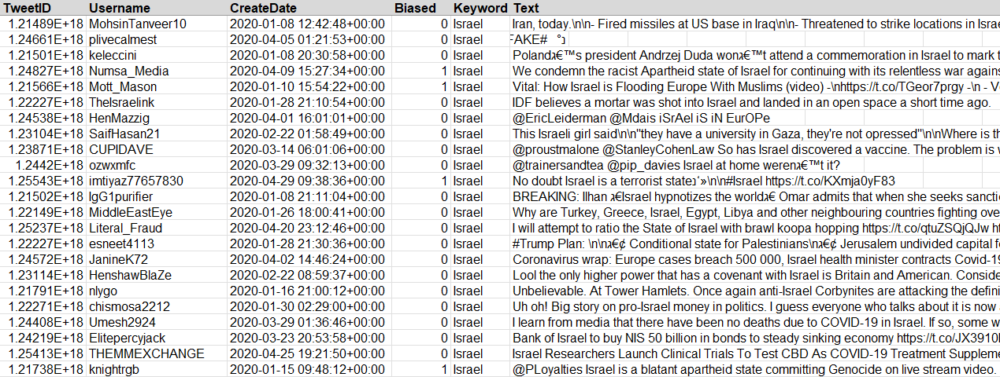 TweetID Username CreateDate Biased Keyword Text
1.21489E+18 MohsinTanveer10 2020-01-08 12:42:48+00:00 0 Israel Iran, today.\n\n- Fired missiles at US base in Iraq\n\n- Threatened to strike locations in Israe
1.24661E+18 plivecalmest 2020-04-05 01:21:53+00:00 0 Israel FAKE#
1.21501E+18 keleccini 2020-01-08 20:30:58+00:00 0 Israel Polandג€™s president Andrzej Duda wonג€™t attend a commemoration in Israel to mark t
1.24827E+18 Numsa_Media 2020-04-09 15:27:34+00:00 1 Israel We condemn the racist Apartheid state of Israel for continuing with its relentless war agains
1.21566E+18 Mott_Mason 2020-01-10 15:54:22+00:00 1 Israel Vital: How Israel is Flooding Europe With Muslims (video) -\nhttps://t.co/TGeor7prgy -\n - V
1.22227E+18 TheIsraelink 2020-01-28 21:10:54+00:00 0 Israel IDF believes a mortar was shot into Israel and landed in an open space a short time ago.
1.24538E+18 HenMazzig 2020-04-01 16:01:01+00:00 0 Israel @EricLeiderman @Mdais iSrAel iS iN EurOPe
1.23104E+18 SaifHasan21 2020-02-22 01:58:49+00:00 0 Israel This Israeli girl said\n\n"they have a university in Gaza, they're not opressed"\n\nWhere is th
1.23871E+18 CUPIDAVE 2020-03-14 06:01:06+00:00 0 Israel @proustmalone @StanleyCohenLaw So has Israel discovered a vaccine. The problem is w
1.2442E+18 ozwxmfc 2020-03-29 09:32:13+00:00 0 Israel @trainersandtea @pip_davies Israel at home werenג€™t it?
1.25543E+18 imtiyaz77657830 2020-04-29 09:38:36+00:00 1 Israel No doubt Israel is a terrorist state\n\n#Israel https://t.co/KXmja0yF83
1.21502E+18 IgG1purifier 2020-01-08 21:11:04+00:00 0 Israel BREAKING: Ilhan ג€Israel hypnotizes the worldג€ Omar admits that when she seeks sancti
1.22149E+18 MiddleEastEye 2020-01-26 18:00:41+00:00 0 Israel Why are Turkey, Greece, Israel, Egypt, Libya and other neighbouring countries fighting ove
1.25237E+18 Literal_Fraud 2020-04-20 23:12:46+00:00 0 Israel I will attempt to ratio the State of Israel with brawl koopa hopping https://t.co/qtuZSQjQJw ht
1.22227E+18 esneet4113 2020-01-28 21:30:36+00:00 0 Israel #Trump Plan: \n\nג€¢ Conditional state for Palestinians\nג€¢ Jerusalem undivided capital f
1.24572E+18 JanineK72 2020-04-02 14:46:24+00:00 0 Israel Coronavirus wrap: Europe cases breach 500 000, Israel health minister contracts Covid-19
1.23114E+18 HenshawBlaZe 2020-02-22 08:59:37+00:00 0 Israel Lool the only higher power that has a covenant with Israel is Britain and American. Conside
1.21791E+18 nlygo 2020-01-16 21:00:12+00:00 0 Israel Unbelievable. At Tower Hamlets. Once again anti-Israel Corbynites are attacking the defini
1.22271E+18 chismosa2212 2020-01-30 02:29:00+00:00 0 Israel Uh oh! Big story on pro-Israel money in politics. I guess everyone who talks about it is now
1.24408E+18 Umesh2924 2020-03-29 01:36:46+00:00 0 Israel I learn from media that there have been no deaths due to COVID-19 in Israel. If so, some w
1.24219E+18 Elitepercyjack 2020-03-23 20:53:58+00:00 0 Israel Bank of Israel to buy NIS 50 billion in bonds to steady sinking economy https://t.co/JX3910
1.25413E+18 THEMMEXCHANGE 2020-04-25 19:21:50+00:00 0 Israel Israel Researchers Launch Clinical Trials To Test CBD As COVID-19 Treatment Suppleme
1.21738E+18 knightrgb 2020-01-15 09:48:12+00:00 1 Israel @PLoyalties Israel is a blatant apartheid state committing Genocide on live stream video.